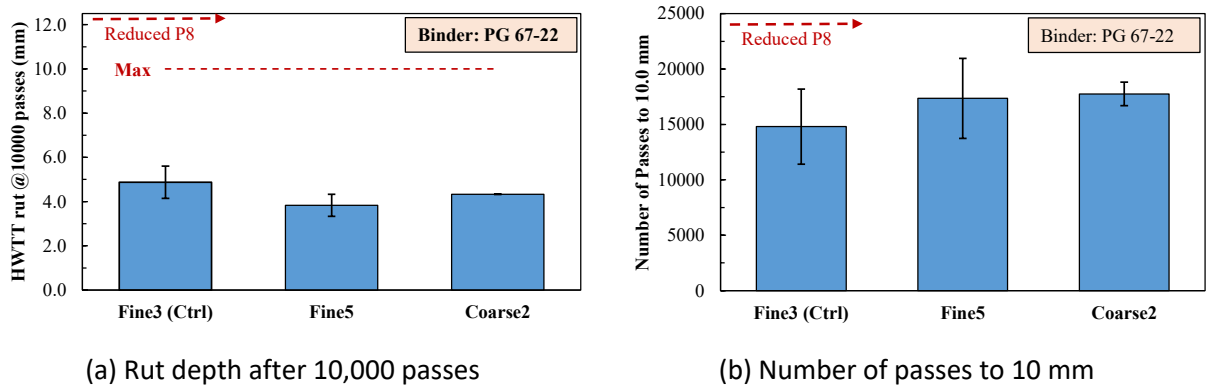 HWTT rut @10000 passes (mm)
12.0
10.0
8.0
6.0
4.0
2.0
0.0
Reduced P8
Binder: PG 67-22
Max
Fine3 (Ctrl)
Fine5
Coarse2
(a) Rut depth after 10,000 passes
Number of Passes to 10.0 mm
25000
20000
15000
10000
5000
0
Reduced P8
Binder: PG 67-22
Fine3 (Ctrl)
Fine5
Coarse2
(b) Number of passes to 10 mm